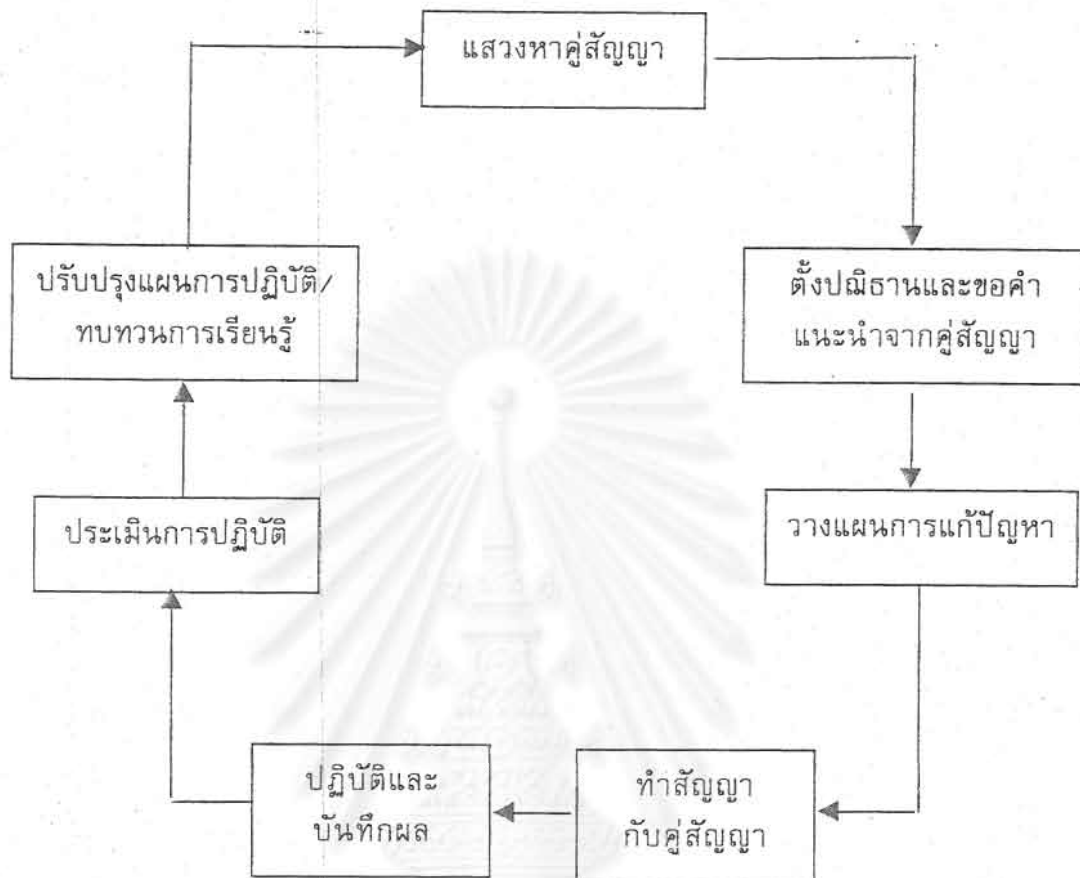 แสวงหาคู่สัญญา
ตั้งปณิธานและขอคำ
แนะนำจากคู่สัญญา
วางแผนการแก้ปัญหา
ทำสัญญา
กับคู่สัญญา
ปฏิบัติและ
บันทึกผล
ประเมินการปฏิบัติ
ปรับปรุงแผนการปฏิบัติ/
ทบทวนการเรียนรู้